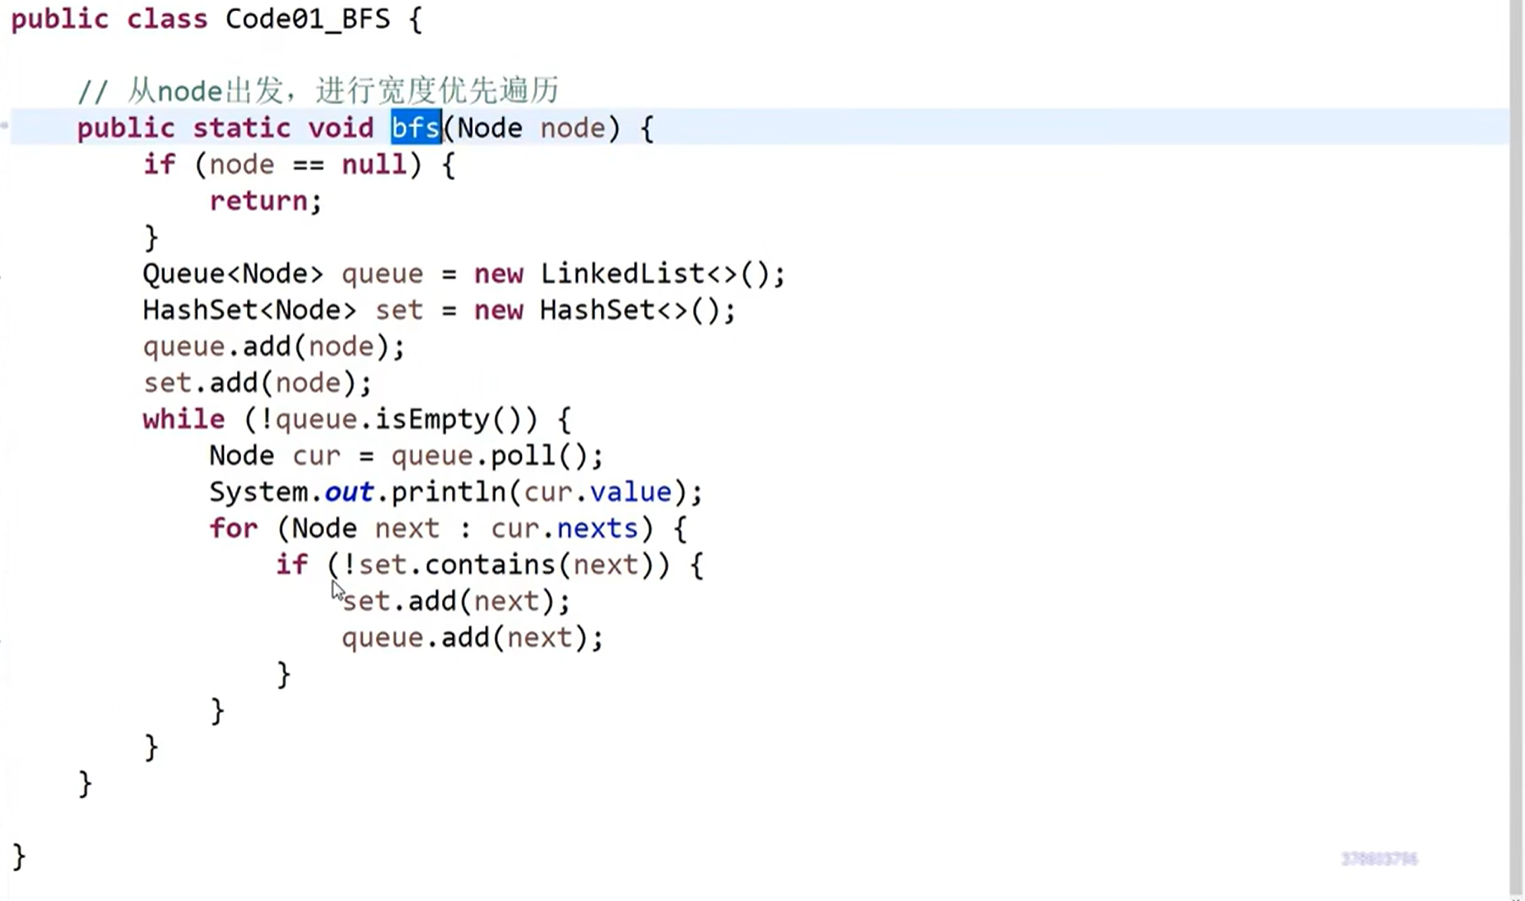 public class Code01_BFS {
// 从node出发，进行宽度优先遍历
public static void bfs(Node node) {
if (node == null) {
return;
}
Queue<Node> queue = new LinkedList<>();
HashSet<Node> set = new HashSet<>();
queue.add(node);
set.add(node);
while (!queue.isEmpty()) {
Node cur = queue.poll();
System.out.println(cur.value);
for (Node next : cur.nexts) {
if (!set.contains(next)) {
set.add(next);
queue.add(next);
}
}
}
}
}